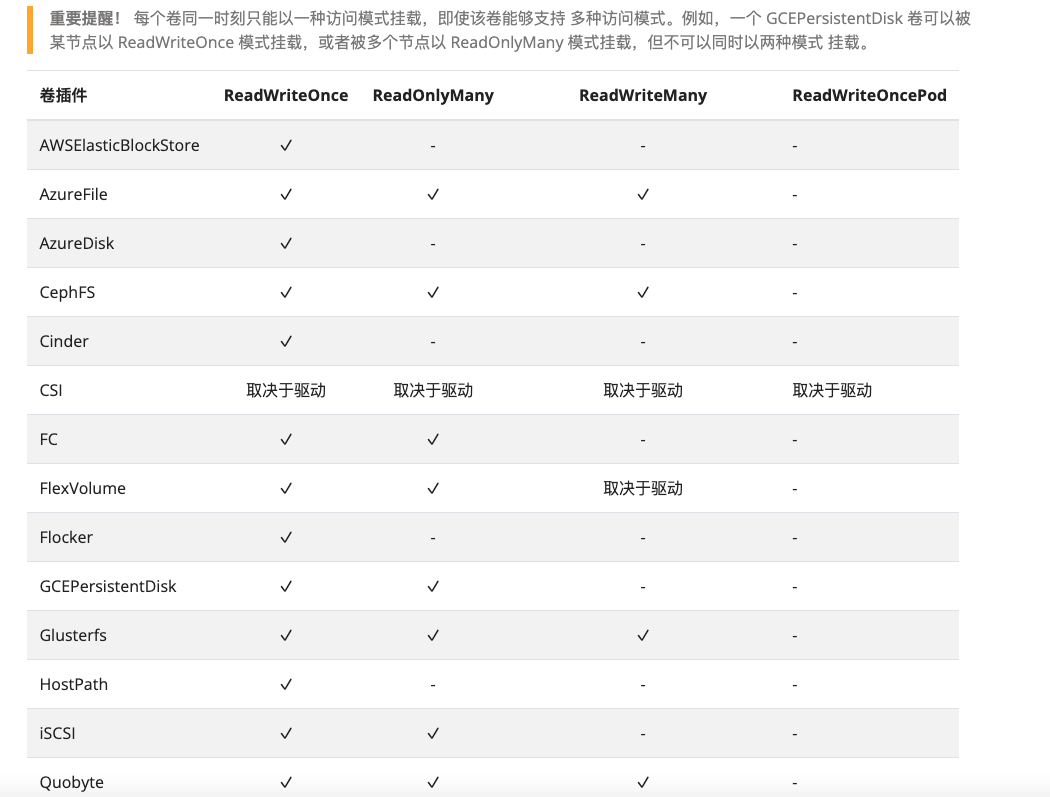 重要提醒！ 每个卷同一时刻只能以一种访问模式挂载，即使该卷能够支持 多种访问模式。例如，一个 GCEPersistentDisk 卷可以被
某节点以 ReadWriteOnce 模式挂载，或者被多个节点以 ReadOnlyMany 模式挂载，但不可以同时以两种模式 挂载。
卷插件 ReadWriteOnce ReadOnlyMany ReadWriteMany ReadWriteOncePod
AWSElasticBlockStore ✓ - - -
AzureFile ✓ ✓ ✓ -
AzureDisk ✓ - - -
CephFS ✓ ✓ ✓ -
Cinder ✓ - - -
CSI 取决于驱动 取决于驱动 取决于驱动 取决于驱动
FC ✓ ✓ - -
FlexVolume ✓ ✓ 取决于驱动 -
Flocker ✓ - - -
GCEPersistentDisk ✓ ✓ - -
Glusterfs ✓ ✓ ✓ -
HostPath ✓ - - -
iSCSI ✓ ✓ - -
Quobyte ✓ ✓ ✓ -